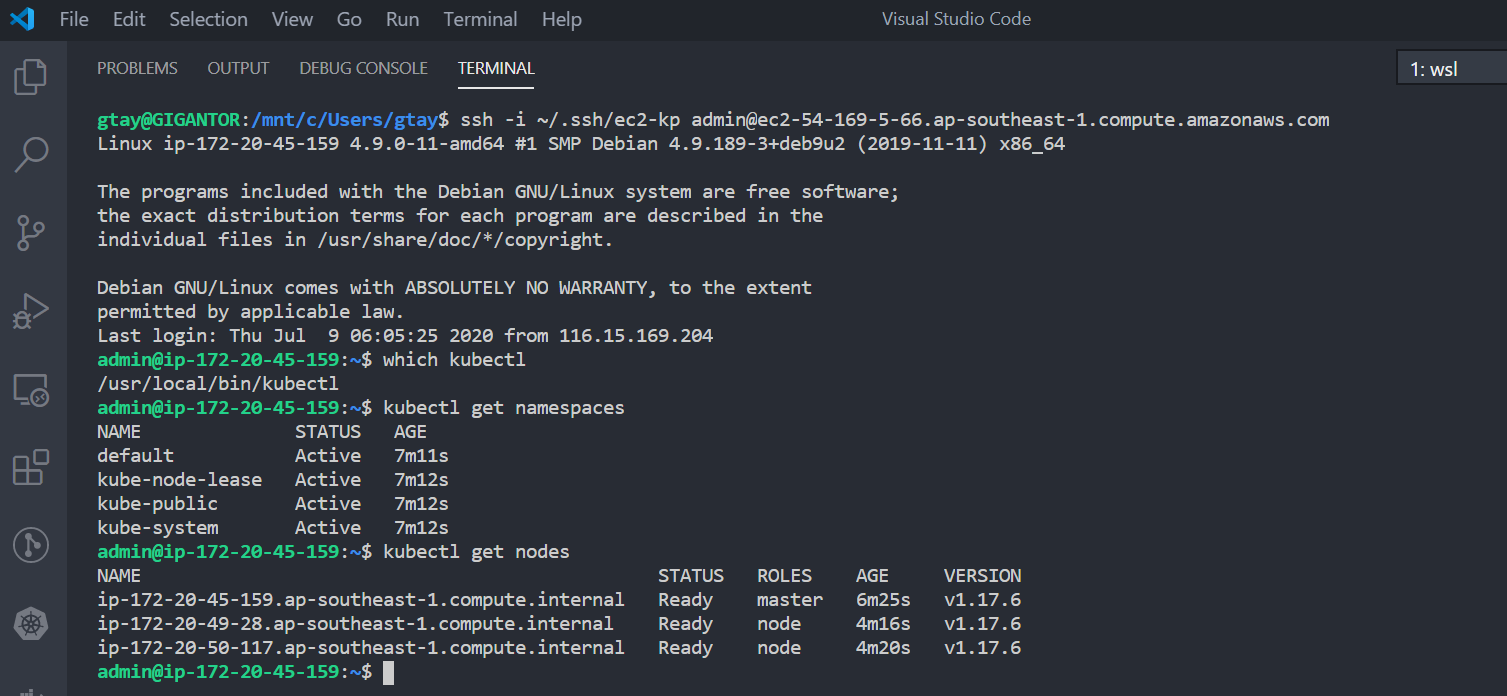 File Edit Selection View Go Run Terminal Help Visual Studio Code
PROBLEMS OUTPUT DEBUG CONSOLE TERMINAL 1: wsl
gtay@GIGANTOR:/mnt/c/Users/gtay$ ssh -i ~/.ssh/ec2-kp admin@ec2-54-169-5-66.ap-southeast-1.compute.amazonaws.com
Linux ip-172-20-45-159 4.9.0-11-amd64 #1 SMP Debian 4.9.189-3+deb9u2 (2019-11-11) x86_64
The programs included with the Debian GNU/Linux system are free software;
the exact distribution terms for each program are described in the
individual files in /usr/share/doc/*/copyright.
Debian GNU/Linux comes with ABSOLUTELY NO WARRANTY, to the extent
permitted by applicable law.
Last login: Thu Jul  9 06:05:25 2020 from 116.15.169.204
admin@ip-172-20-45-159:~$ which kubectl
/usr/local/bin/kubectl
admin@ip-172-20-45-159:~$ kubectl get namespaces
NAME              STATUS   AGE
default           Active   7m11s
kube-node-lease   Active   7m12s
kube-public       Active   7m12s
kube-system       Active   7m12s
admin@ip-172-20-45-159:~$ kubectl get nodes
NAME                                               STATUS   ROLES    AGE     VERSION
ip-172-20-45-159.ap-southeast-1.compute.internal   Ready    master   6m25s   v1.17.6
ip-172-20-49-28.ap-southeast-1.compute.internal    Ready    node     4m16s   v1.17.6
ip-172-20-50-117.ap-southeast-1.compute.internal   Ready    node     4m20s   v1.17.6
admin@ip-172-20-45-159:~$